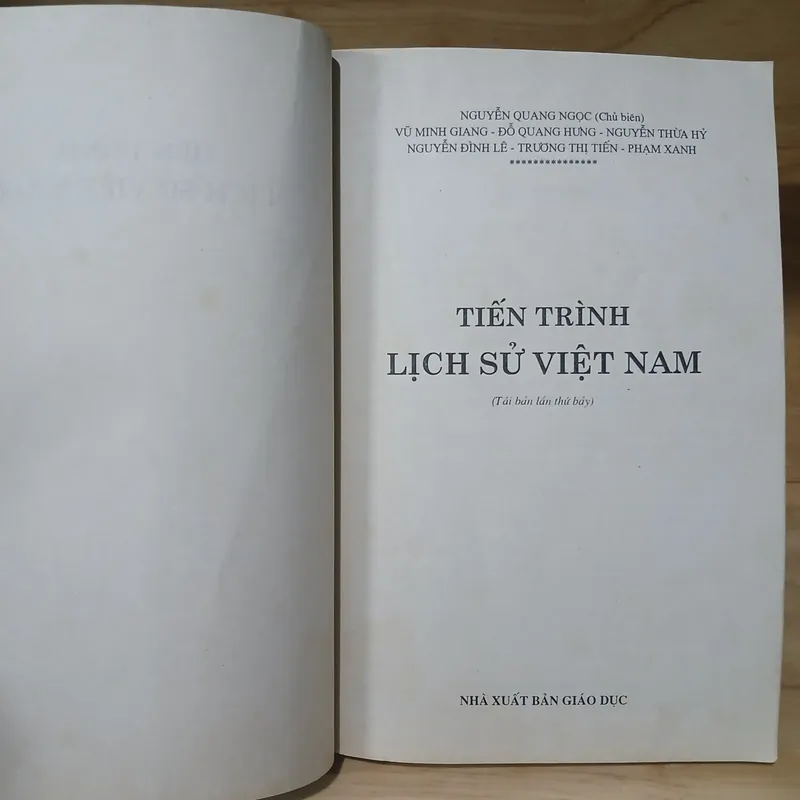 NGUYỄN QUANG NGỌC (Chủ biên)
VŨ MINH GIANG - ĐỖ QUANG HƯNG - NGUYỄN THỪA HỶ
NGUYỄN ĐÌNH LÊ - TRƯƠNG THỊ TIẾN - PHẠM XANH
***************
TIẾN TRÌNH
LỊCH SỬ VIỆT NAM
(Tái bản lần thứ bảy)
NHÀ XUẤT BẢN GIÁO DỤC